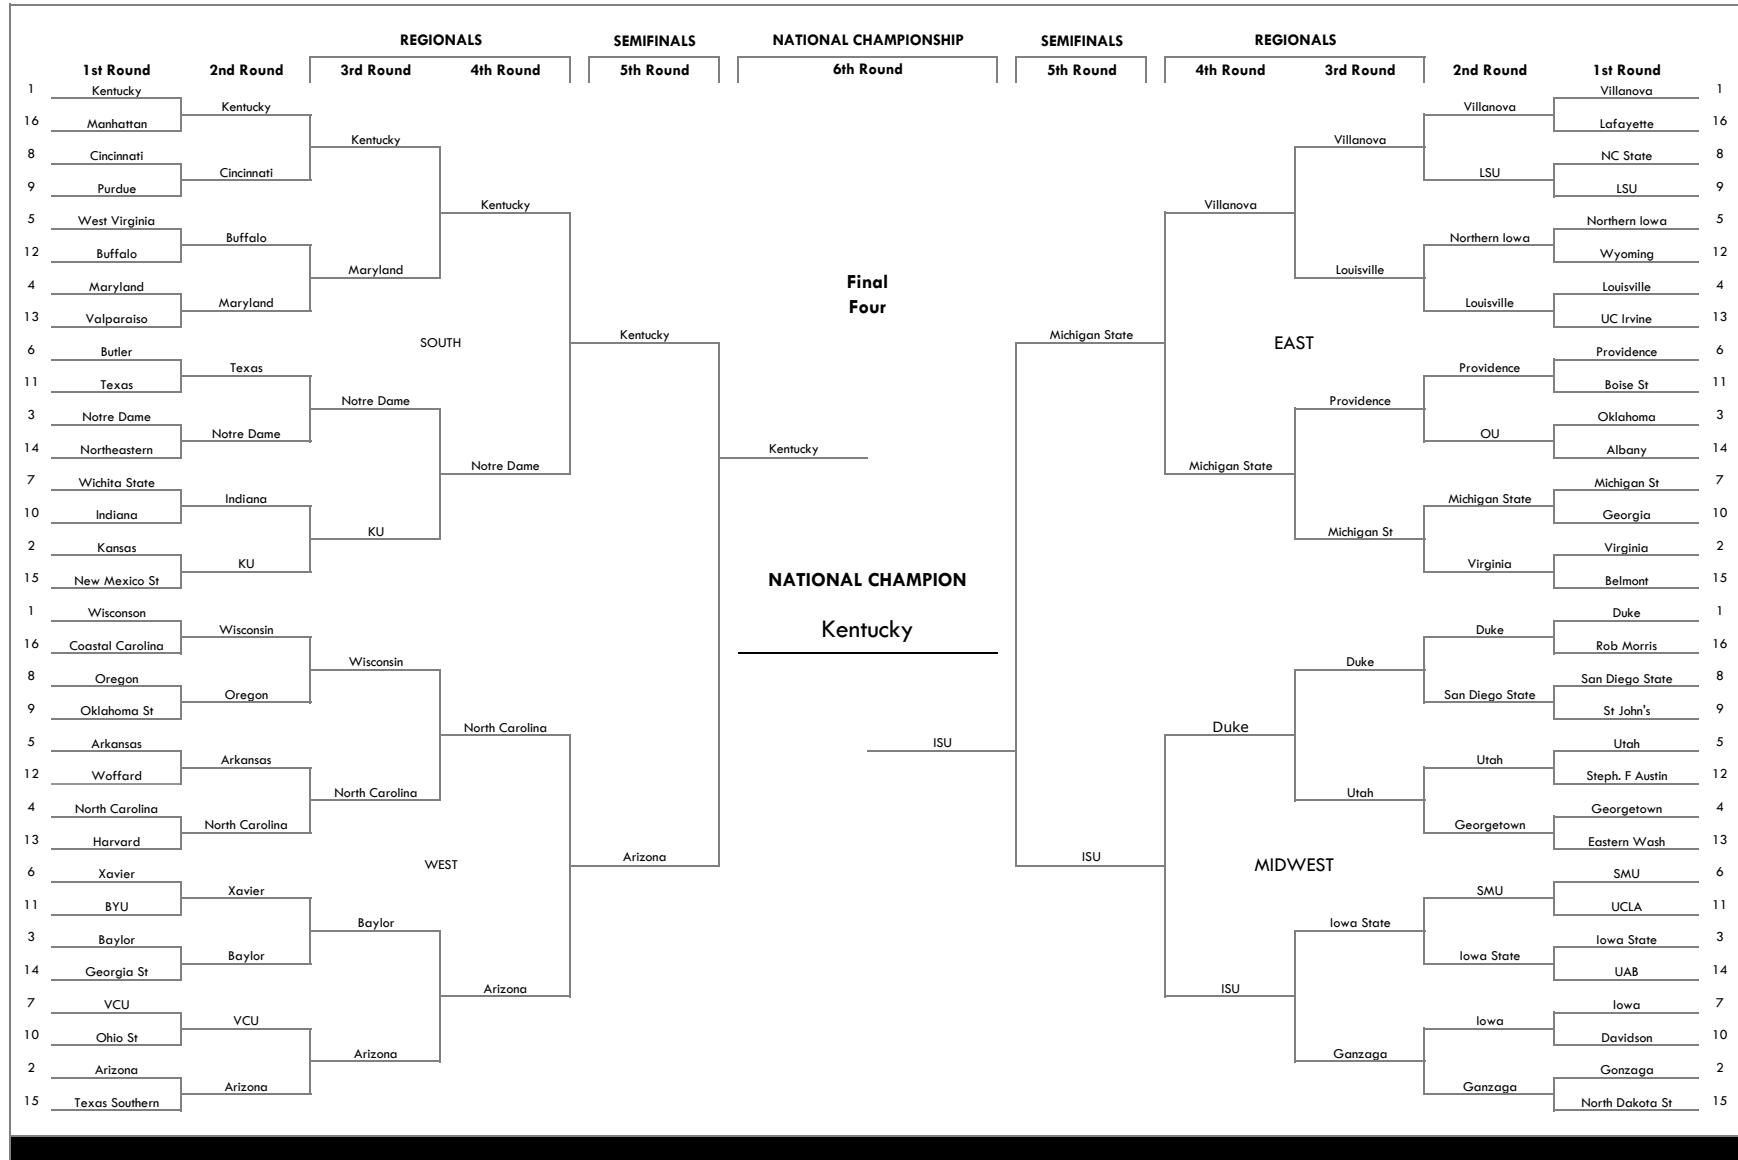 REGIONALS SEMIFINALS NATIONAL CHAMPIONSHIP SEMIFINALS REGIONALS
1st Round 2nd Round 3rd Round 4th Round 5th Round 6th Round 5th Round 4th Round 3rd Round 2nd Round 1st Round
1 Kentucky Villanova 1
Kentucky Villanova
16 Manhattan Lafayette 16
Kentucky Villanova
8 Cincinnati NC State 8
Cincinnati LSU
9 Purdue LSU 9
Kentucky Villanova
5 West Virginia Northern Iowa 5
Buffalo Northern Iowa
12 Buffalo Wyoming 12
Maryland Louisville
Final
4 Maryland Louisville 4
Maryland Louisville
Four
13 Valparaiso UC Irvine 13
Kentucky Michigan State
SOUTH EAST
6 Butler Providence 6
Texas Providence
11 Texas Boise St 11
Notre Dame Providence
3 Notre Dame Oklahoma 3
Notre Dame OU
14 Northeastern Kentucky Albany 14
Notre Dame Michigan State
7 Wichita State Michigan St 7
Indiana Michigan State
10 Indiana Georgia 10
KU Michigan St
2 Kansas Virginia 2
KU Virginia
15 New Mexico St NATIONAL CHAMPION Belmont 15
1 Wisconson Duke 1
Wisconsin Kentucky Duke
16 Coastal Carolina Rob Morris 16
Wisconsin Duke
8 Oregon San Diego State 8
Oregon San Diego State
9 Oklahoma St St John's 9
North Carolina Duke
5 Arkansas ISU Utah 5
Arkansas Utah
12 Woffard Steph. F Austin 12
North Carolina Utah
4 North Carolina Georgetown 4
North Carolina Georgetown
13 Harvard Eastern Wash 13
Arizona ISU
WEST MIDWEST
6 Xavier SMU 6
Xavier SMU
11 BYU UCLA 11
Baylor Iowa State
3 Baylor Iowa State 3
Baylor Iowa State
14 Georgia St UAB 14
Arizona ISU
7 VCU Iowa 7
VCU Iowa
10 Ohio St Davidson 10
Arizona Ganzaga
2 Arizona Gonzaga 2
Arizona Ganzaga
15 Texas Southern North Dakota St 15